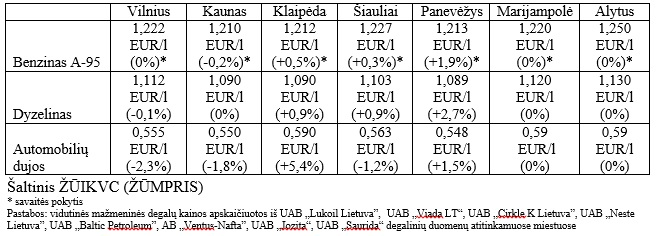 Vilnius Kaunas Klaipėda Šiauliai Panevėžys Marijampolė Alytus
1,222 1,210 1,212 1,227 1,213 1,220 1,250
EUR/l EUR/l EUR/l EUR/l EUR/l EUR/l EUR/l
Benzinas A-95 (0%)* (-0,2%)* (+0,5%)* (+0,3%)* (+1,9%)* (0%)* (0%)*
1,112 1,090 1,090 1,103 1,089 1,120 1,130
EUR/l EUR/l EUR/l EUR/l EUR/l EUR/l EUR/l
Dyzelinas (-0,1%) (0%) (+0,9%) (+0,9%) (+2,7%) (0%) (0%)
0,555 0,550 0,590 0,563 0,548 0,59 0,59
Automobilių EUR/l EUR/l EUR/l EUR/l EUR/l EUR/l EUR/l
dujos (-2,3%) (-1,8%) (+5,4%) (-1,2%) (+1,5%) (0%) (0%)
Šaltinis ŽŪIKVC (ŽŪMPRIS)
* savaitės pokytis
Pastabos: vidutinės mažmeninės degalų kainos apskaičiuotos iš UAB „Lukoil Lietuva”, UAB „Viada LT“, UAB „Cirkle K Lietuva”, UAB „Neste
Lietuva”, UAB „Baltic Petroleum”, AB „Ventus-Nafta”, UAB „Jozita”, UAB „Saurida” degalinių duomenų atitinkamuose miestuose